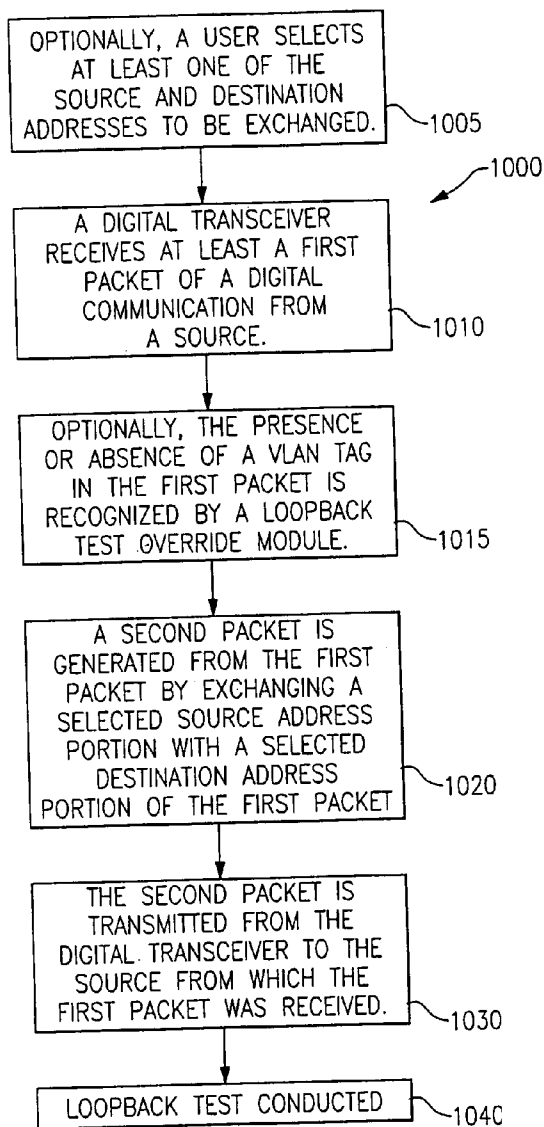 OPTIONALLY, A USER SELECTS
AT LEAST ONE OF THE
SOURCE AND DESTINATION
ADDRESSES TO BE EXCHANGED.
1005
1000
A DIGITAL TRANSCEIVER
RECEIVES AT LEAST A FIRST
PACKET OF A DIGITAL
COMMUNICATION FROM
A SOURCE.
1010
OPTIONALLY, THE PRESENCE
OR ABSENCE OF A VLAN TAG
IN THE FIRST PACKET IS
RECOGNIZED BY A LOOPBACK
TEST OVERRIDE MODULE.
1015
A SECOND PACKET IS
GENERATED FROM THE FIRST
PACKET BY EXCHANGING A
SELECTED SOURCE ADDRESS
PORTION WITH A SELECTED
DESTINATION ADDRESS
PORTION OF THE FIRST PACKET
1020
THE SECOND PACKET IS
TRANSMITTED FROM THE
DIGITAL TRANSCEIVER TO THE
SOURCE FROM WHICH THE
FIRST PACKET WAS RECEIVED.
1030
LOOPBACK TEST CONDUCTED
1040